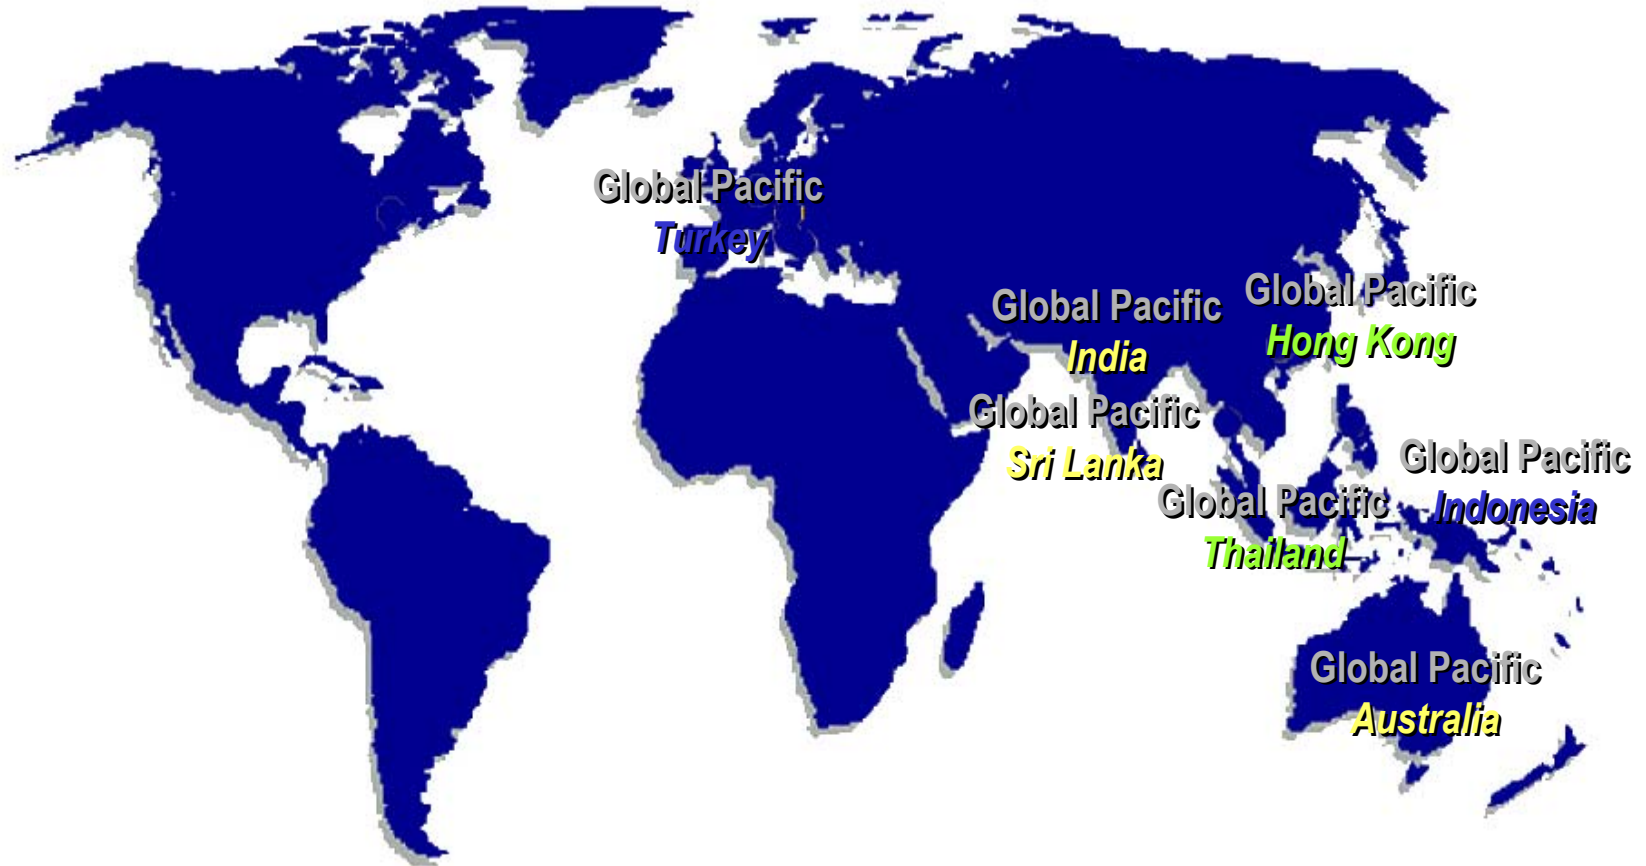 Global Pacific
Turkey
Global Pacific
India
Global Pacific
Hong Kong
Global Pacific
Sri Lanka
Global Pacific
Indonesia
Global Pacific
Thailand
Global Pacific
Australia